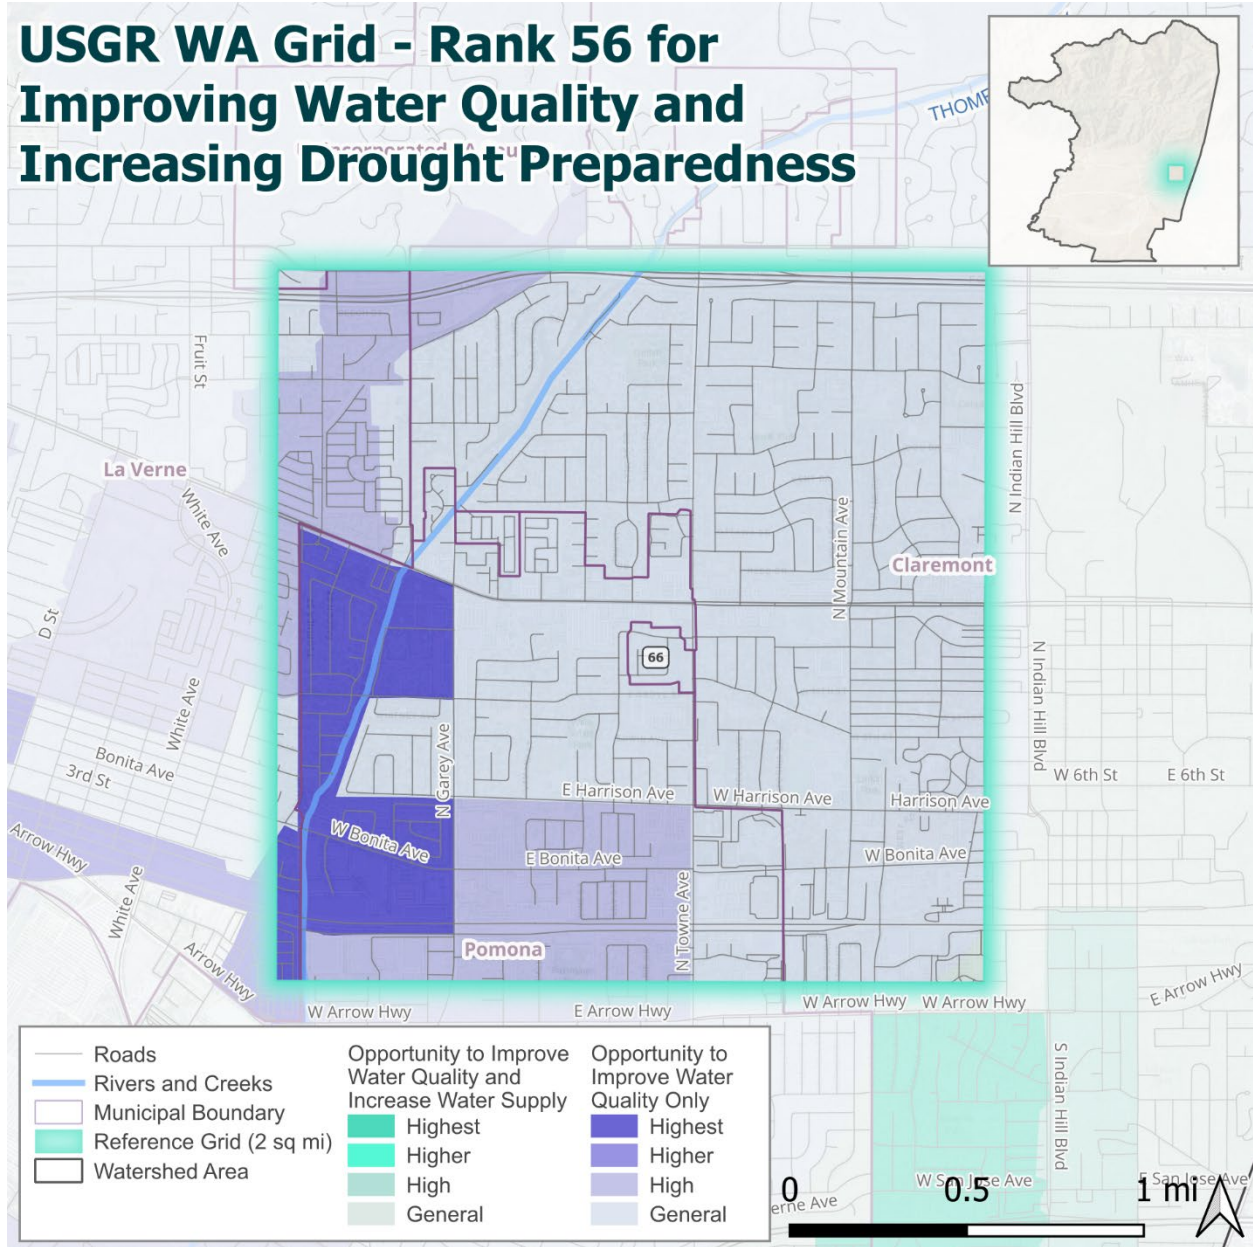 USGR WA Grid - Rank 56 for
Improving Water Quality and
Increasing Drought Preparedness
Fruit St
La Verne
White Ave
N Indian Hill Blvd
N Mountain Ave
Claremont
D St
66
White Ave
N Indian Hill Blvd
Bonita Ave
3rd St
N Garey Ave
W 6th St
E 6th St
E Harrison Ave
W Harrison Ave
Harrison Ave
Arrow Hwy
W Bonita Ave
E Bonita Ave
W Bonita Ave
White Ave
N Towne Ave
Pomona
Arrow Hwy
E Arrow Hwy
W Arrow Hwy
E Arrow Hwy
W Arrow Hwy
W Arrow Hwy
S Indian Hill Blvd
W San Jose Ave
E San Jose Ave
Roads
Rivers and Creeks
Municipal Boundary
Reference Grid (2 sq mi)
Watershed Area
Opportunity to Improve
Water Quality and
Increase Water Supply
Highest
Higher
High
General
Opportunity to
Improve Water
Quality Only
Highest
Higher
High
General
0
0.5
1 mi